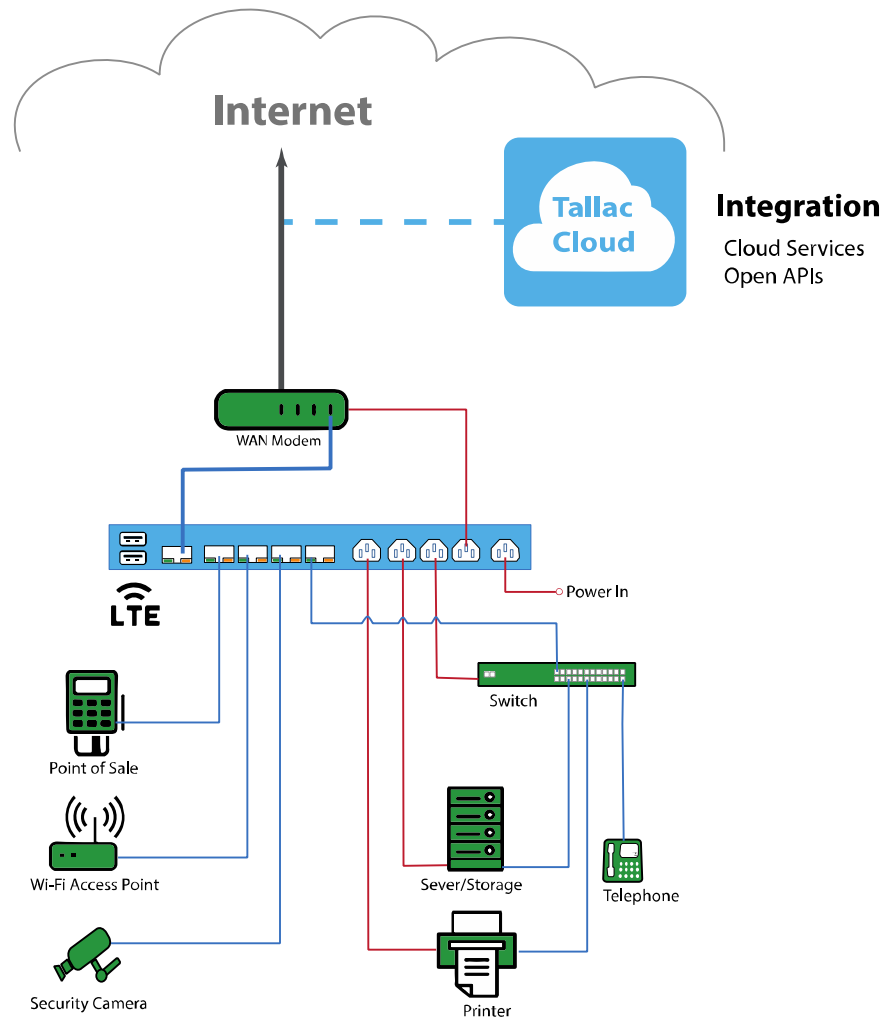 Internet
Tallac
Cloud
Integration
Cloud Services
Open APIs
WAN Modem
LTE
Power In
Switch
Point of Sale
Wi-Fi Access Point
Sever/Storage
Telephone
Security Camera
Printer